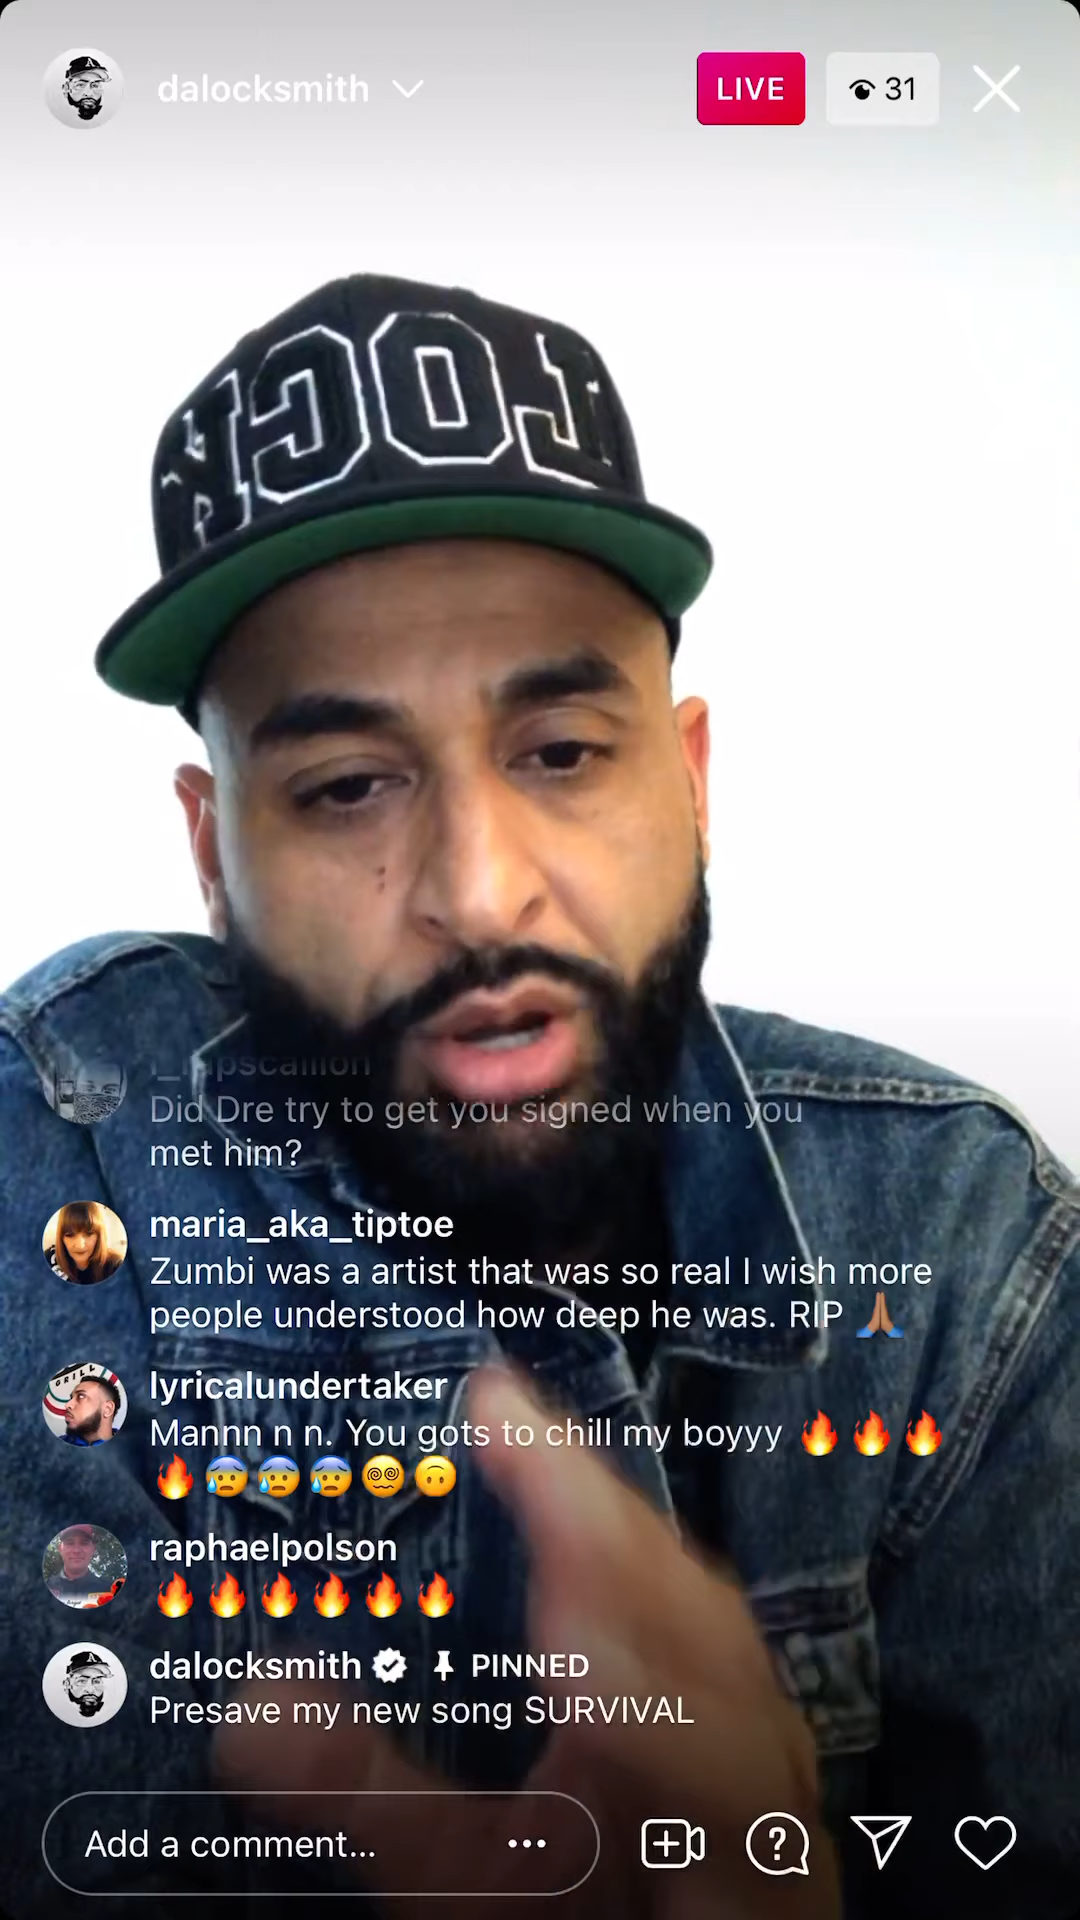 dalocksmith
LIVE
31
LOCK
Did Dre try to get you signed when you
met him?
maria_aka_tiptoe
Zumbi was a artist that was so real I wish more
people understood how deep he was. RIP 🙏🏽
lyricalundertaker
Mannn n n. You gots to chill my boyyy 🔥🔥🔥
🔥😰😰😰😵‍💫🙃
raphaelpolson
🔥🔥🔥🔥🔥🔥
dalocksmith PINNED
Presave my new song SURVIVAL
Add a comment...